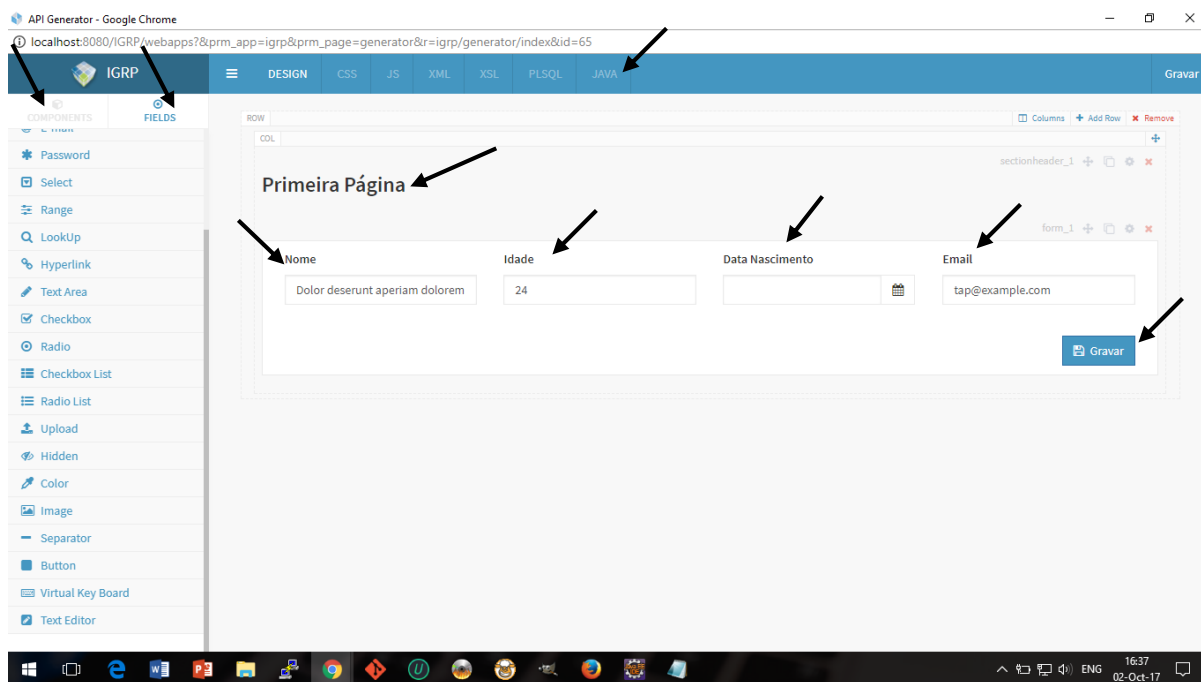 API Generator - Google Chrome
localhost:8080/IGRP/webapps?&prm_app=igrp&prm_page=generator&r=igrp/generator/index&id=65
IGRP
DESIGN CSS JS XML XSL PLSQL JAVA
Gravar
COMPONENTS FIELDS
E-mail
Password
Select
Range
LookUp
Hyperlink
Text Area
Checkbox
Radio
Checkbox List
Radio List
Upload
Hidden
Color
Image
Separator
Button
Virtual Key Board
Text Editor
ROW
Columns Add Row Remove
COL
sectionheader_1
Primeira Página
form_1
Nome Idade Data Nascimento Email
Dolor deserunt aperiam dolorem 24 tap@example.com
Gravar
ENG
16:37
02-Oct-17